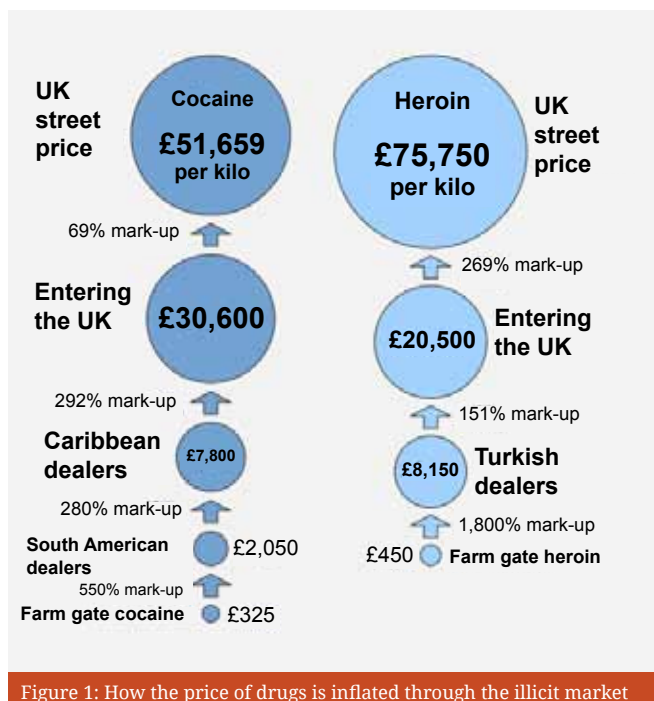 UK
street
price
Cocaine
£51,659
per kilo
69% mark-up
Entering
the UK
£30,600
292% mark-up
Caribbean
dealers
£7,800
280% mark-up
South American
dealers
£2,050
550% mark-up
Farm gate cocaine
£325
Heroin
£75,750
per kilo
UK
street
price
269% mark-up
£20,500
Entering
the UK
151% mark-up
£8,150
Turkish
dealers
1,800% mark-up
£450
Farm gate heroin
Figure 1: How the price of drugs is inflated through the illicit market